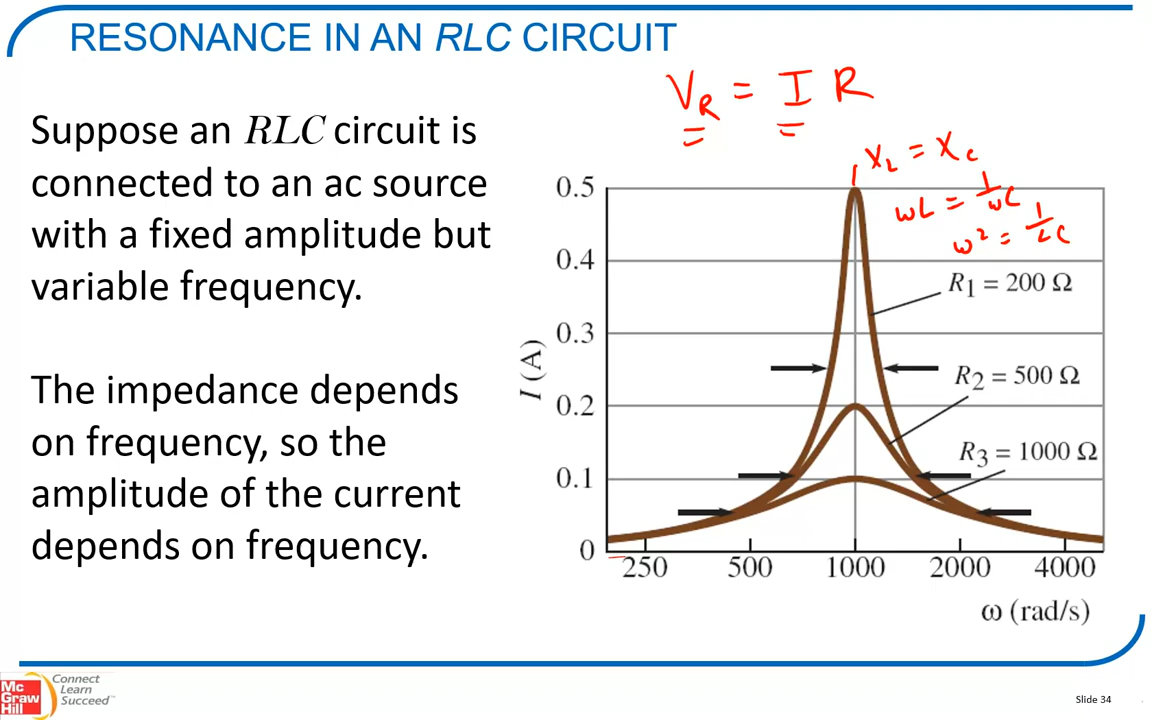 RESONANCE IN AN RLC CIRCUIT
V_R = I R
Suppose an RLC circuit is
connected to an ac source
with a fixed amplitude but
variable frequency.
The impedance depends
on frequency, so the
amplitude of the current
depends on frequency.
X_L = X_C
ωL = 1/ωC
ω² = 1/LC
0.5
0.4
0.3
0.2
0.1
0
I (A)
R1 = 200 Ω
R2 = 500 Ω
R3 = 1000 Ω
250 500 1000 2000 4000
ω (rad/s)
Mc
Graw
Hill
Connect
Learn
Succeed™
Slide 34